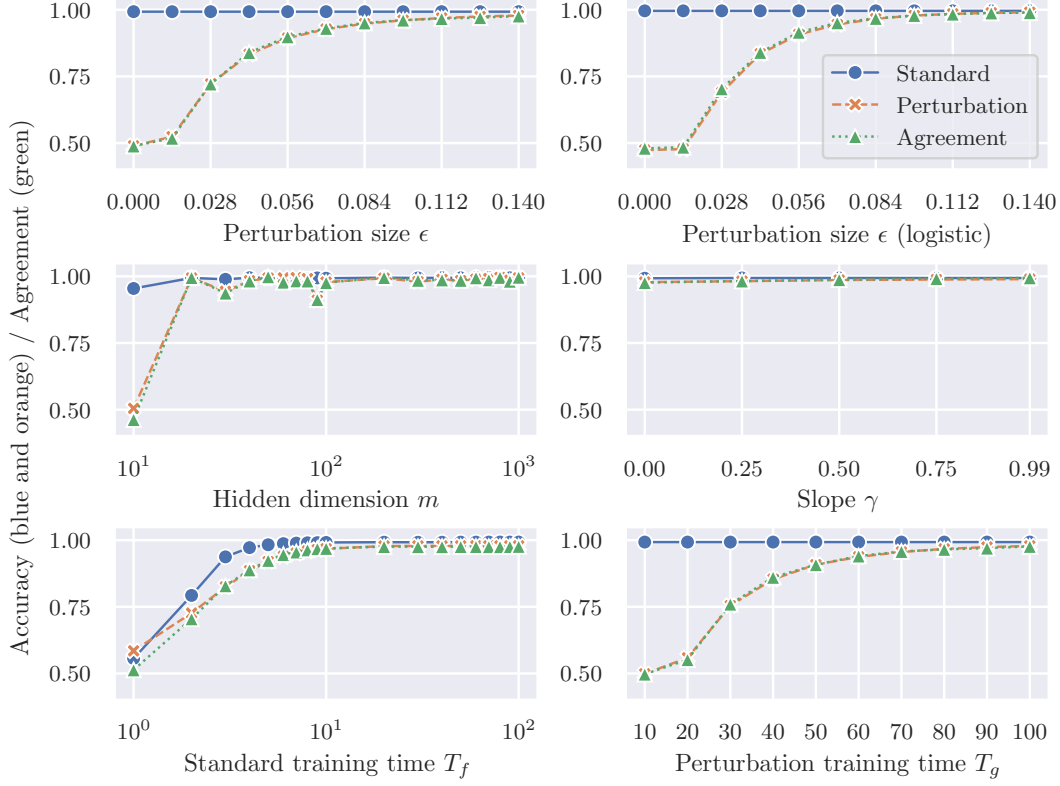 Accuracy (blue and orange) / Agreement (green)
1.00
0.75
0.50
0.000 0.028 0.056 0.084 0.112 0.140
Perturbation size ϵ
1.00
0.75
0.50
Standard
Perturbation
Agreement
0.000 0.028 0.056 0.084 0.112 0.140
Perturbation size ϵ (logistic)
1.00
0.75
0.50
10¹ 10² 10³
Hidden dimension m
1.00
0.75
0.50
0.00 0.25 0.50 0.75 0.99
Slope γ
1.00
0.75
0.50
10⁰ 10¹ 10²
Standard training time T_f
1.00
0.75
0.50
10 20 30 40 50 60 70 80 90 100
Perturbation training time T_g